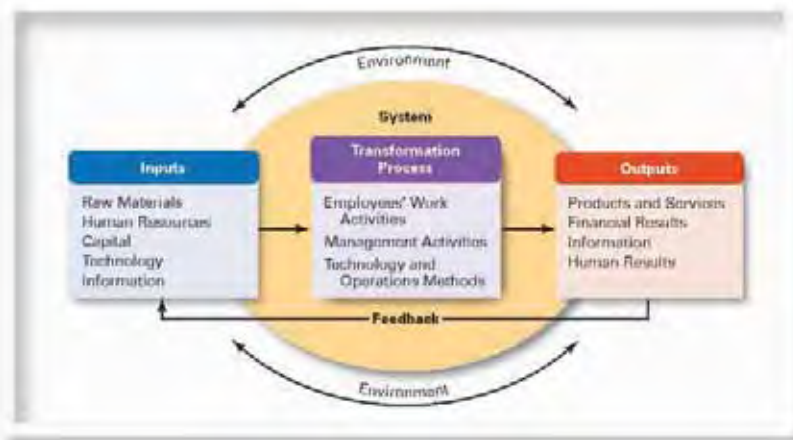 Environment
System
Inputs
Raw Materials
Human Resources
Capital
Technology
Information
Transformation
Process
Employees' Work
Activities
Management Activities
Technology and
Operations Methods
Outputs
Products and Services
Financial Results
Information
Human Results
Feedback
Environment